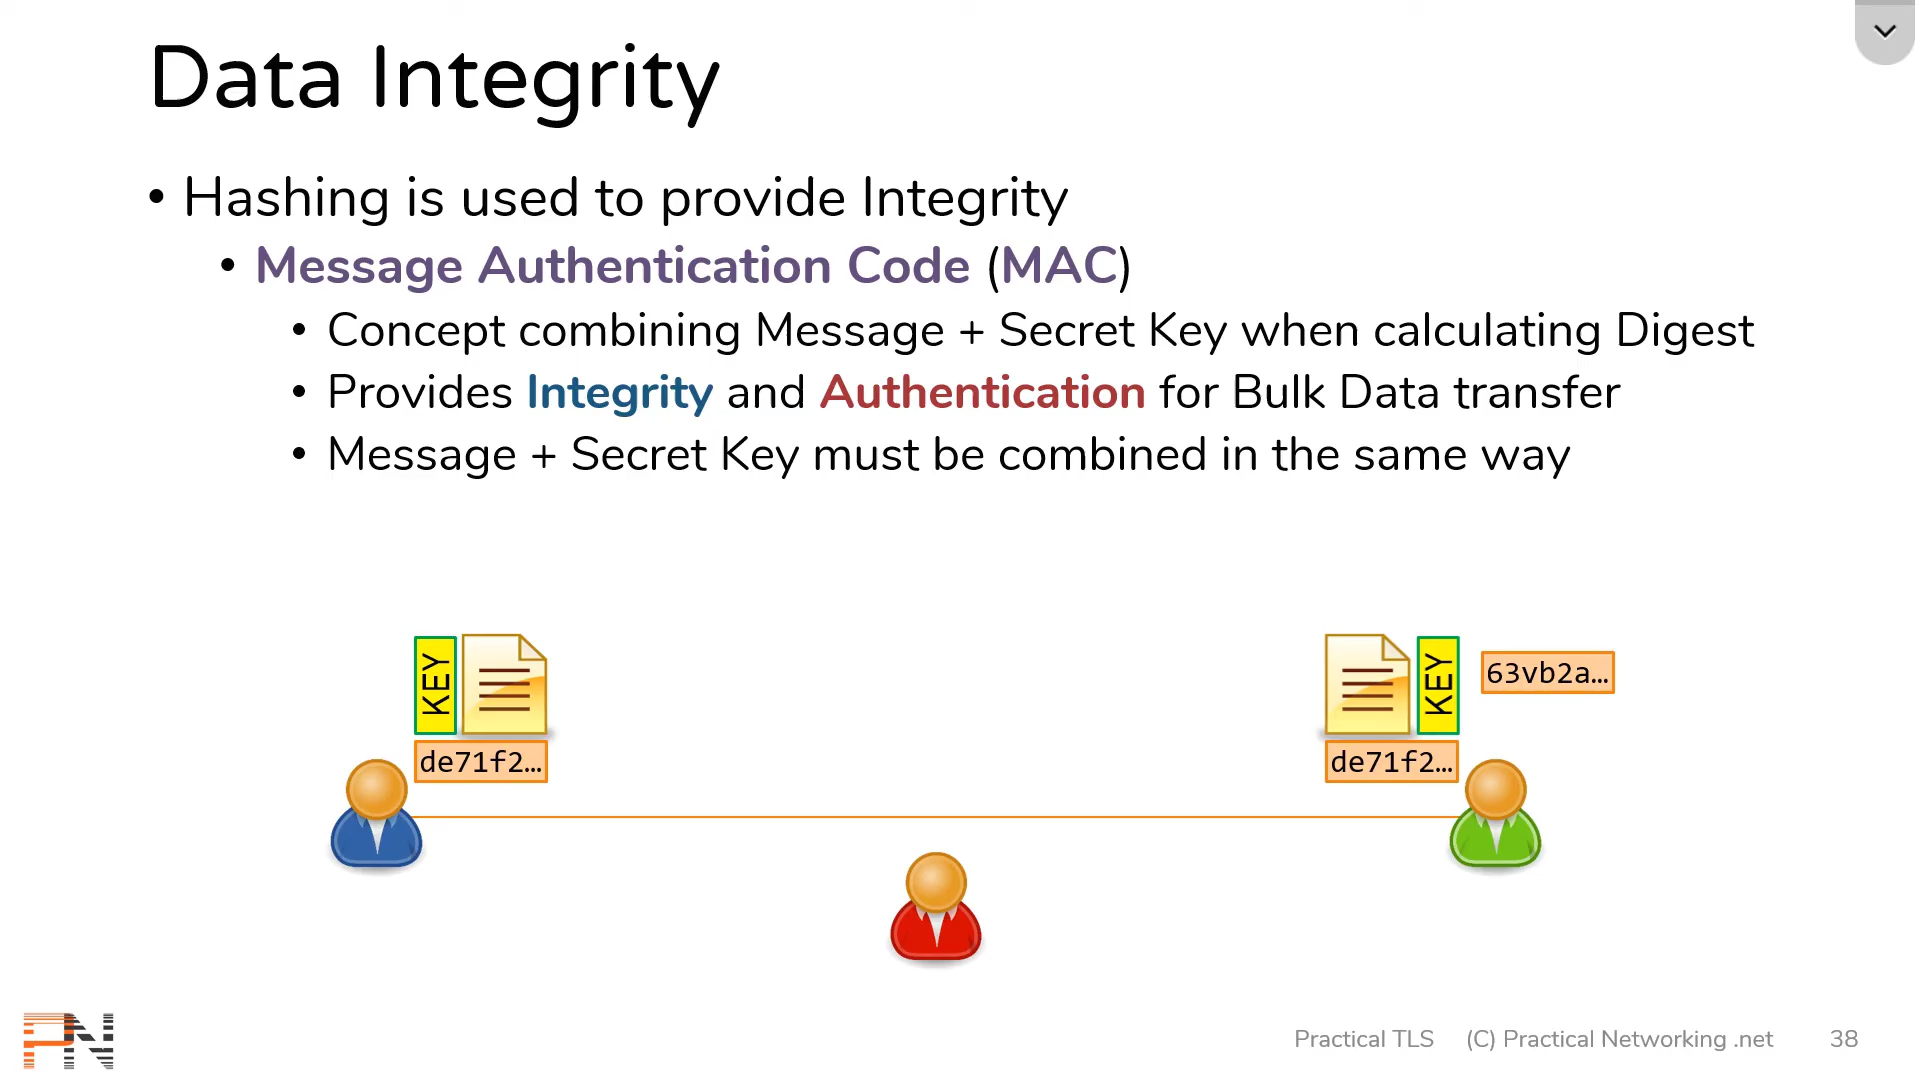 Data Integrity
• Hashing is used to provide Integrity
• Message Authentication Code (MAC)
• Concept combining Message + Secret Key when calculating Digest
• Provides Integrity and Authentication for Bulk Data transfer
• Message + Secret Key must be combined in the same way
KEY
de71f2…
KEY
63vb2a…
de71f2…
PN
Practical TLS (C) Practical Networking .net 38